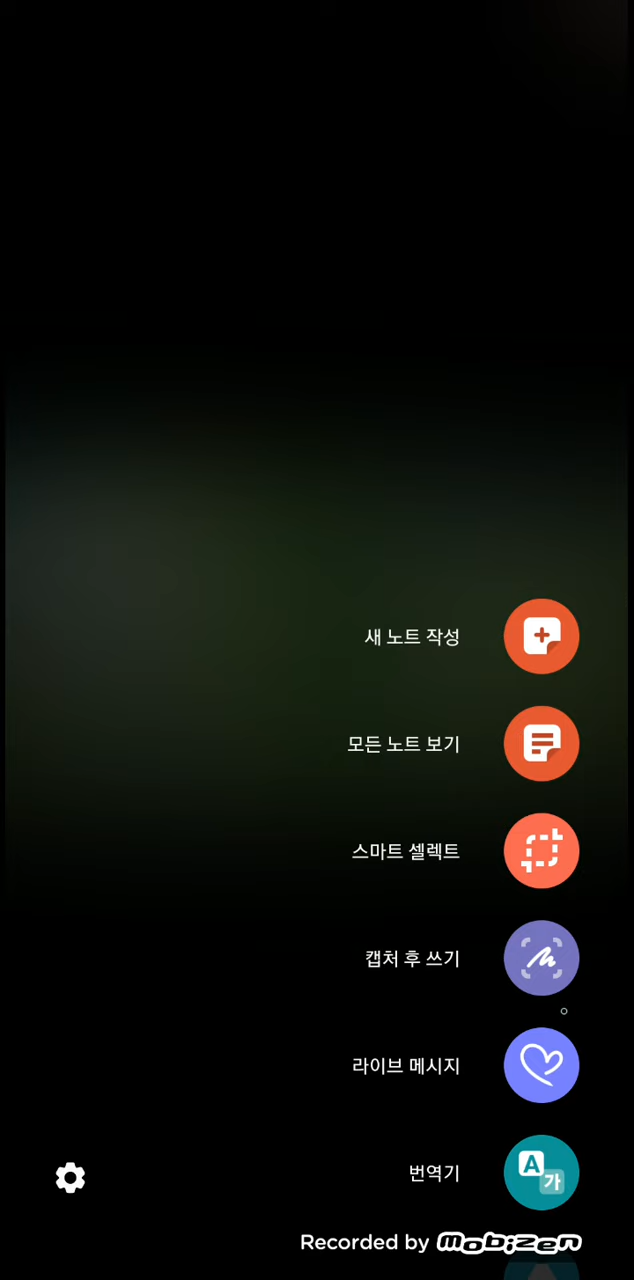 새 노트 작성
모든 노트 보기
스마트 셀렉트
캡처 후 쓰기
라이브 메시지
A
가
번역기
Recorded by mobizen